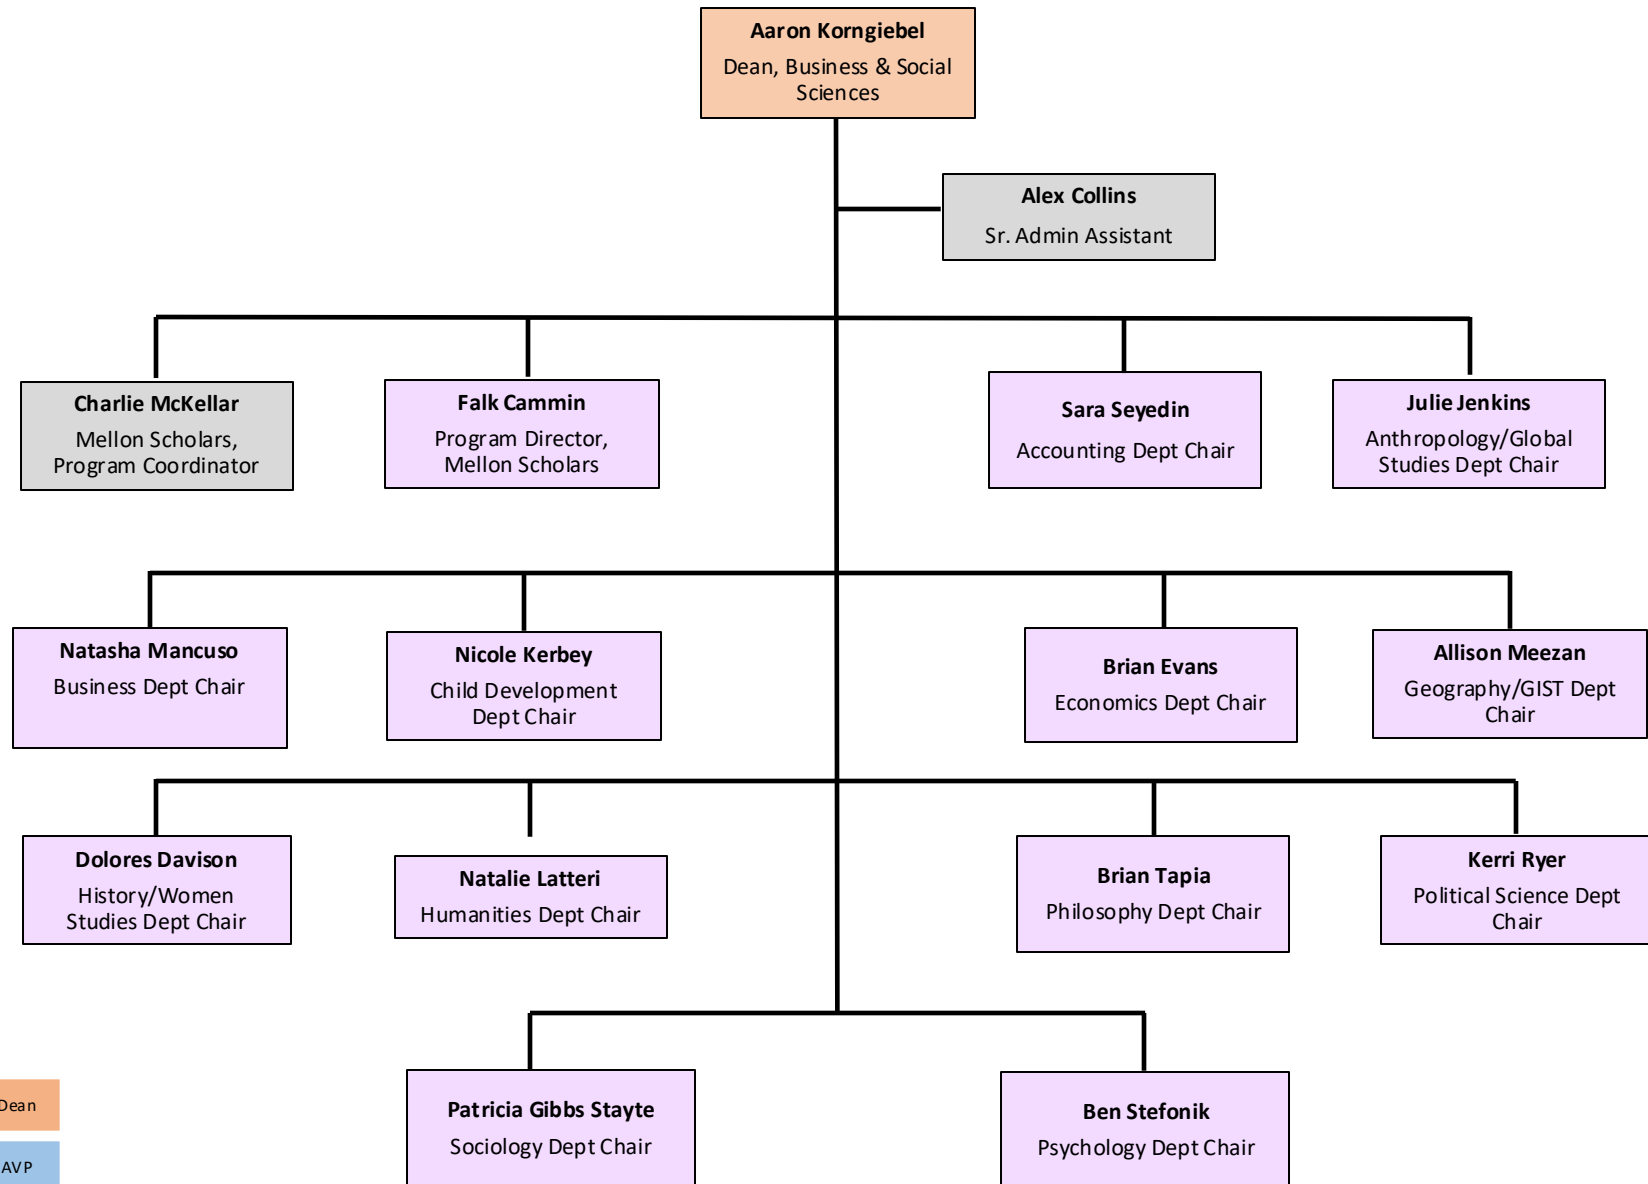 Aaron Korngiebel
Dean, Business & Social
Sciences
Alex Collins
Sr. Admin Assistant
Charlie McKellar
Mellon Scholars,
Program Coordinator
Falk Cammin
Program Director,
Mellon Scholars
Sara Seyedin
Accounting Dept Chair
Julie Jenkins
Anthropology/Global
Studies Dept Chair
Natasha Mancuso
Business Dept Chair
Nicole Kerbey
Child Development
Dept Chair
Brian Evans
Economics Dept Chair
Allison Meezan
Geography/GIST Dept
Chair
Dolores Davison
History/Women
Studies Dept Chair
Natalie Latteri
Humanities Dept Chair
Brian Tapia
Philosophy Dept Chair
Kerri Ryer
Political Science Dept
Chair
Patricia Gibbs Stayte
Sociology Dept Chair
Ben Stefonik
Psychology Dept Chair
Dean
AVP